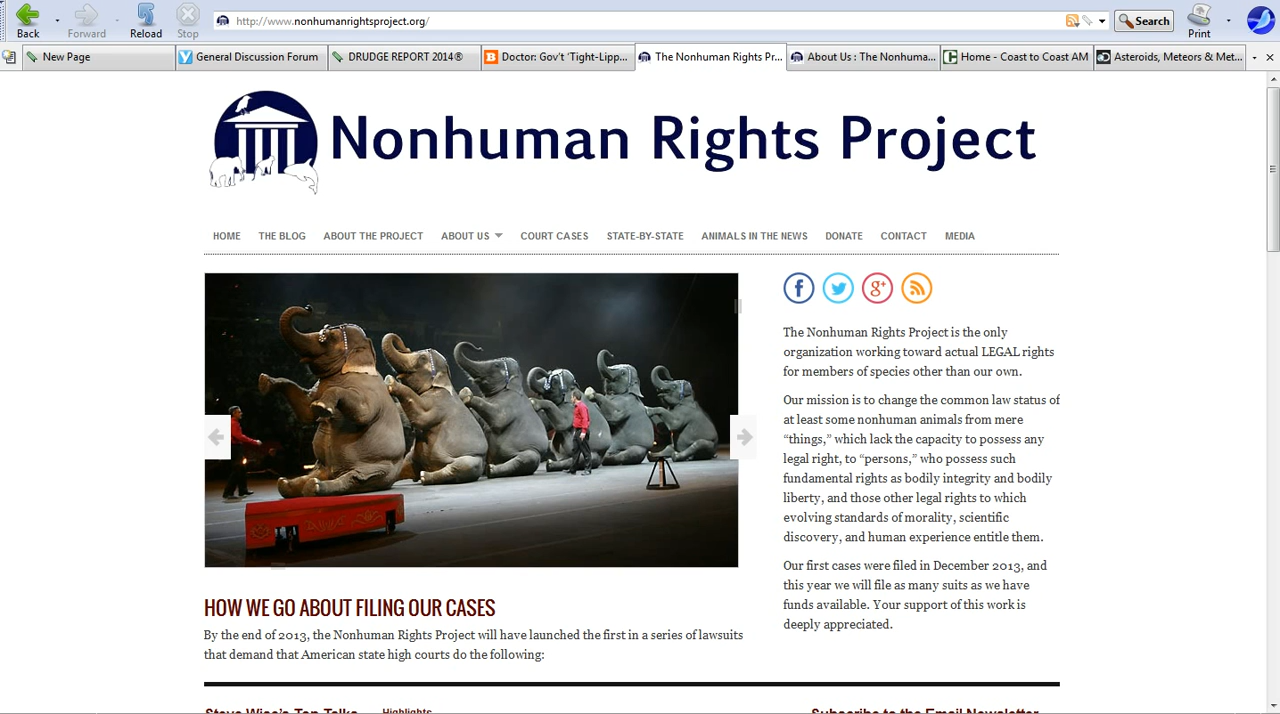 http://www.nonhumanrightsproject.org/
Search
Back
Forward
Reload
Stop
Print
New Page
General Discussion Forum
DRUDGE REPORT 2014®
Doctor: Gov't 'Tight-Lipp...
The Nonhuman Rights Pr...
About Us : The Nonhuma...
Home - Coast to Coast AM
Asteroids, Meteors & Met...
Nonhuman Rights Project
HOME
THE BLOG
ABOUT THE PROJECT
ABOUT US
COURT CASES
STATE-BY-STATE
ANIMALS IN THE NEWS
DONATE
CONTACT
MEDIA
The Nonhuman Rights Project is the only
organization working toward actual LEGAL rights
for members of species other than our own.
Our mission is to change the common law status of
at least some nonhuman animals from mere
“things,” which lack the capacity to possess any
legal right, to “persons,” who possess such
fundamental rights as bodily integrity and bodily
liberty, and those other legal rights to which
evolving standards of morality, scientific
discovery, and human experience entitle them.
Our first cases were filed in December 2013, and
this year we will file as many suits as we have
funds available. Your support of this work is
deeply appreciated.
HOW WE GO ABOUT FILING OUR CASES
By the end of 2013, the Nonhuman Rights Project will have launched the first in a series of lawsuits
that demand that American state high courts do the following:
Steve Wise's Top Talks
Highlights
Subscribe to the Email Newsletter